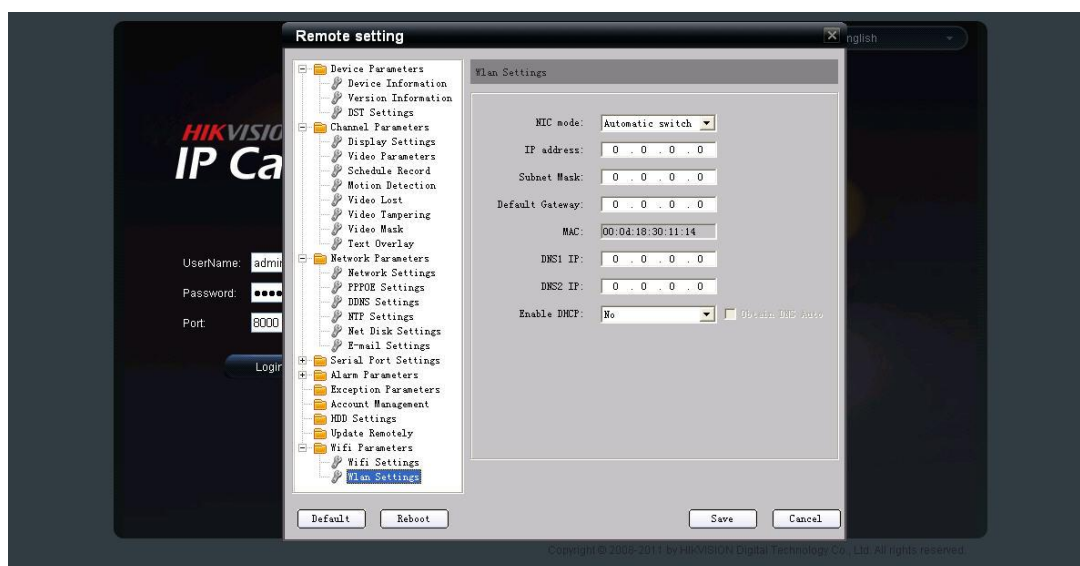 Remote setting
nglish
HIKVISIO
IP Ca
UserName: admin
Password:
Port: 8000
Login
Device Parameters
Device Information
Version Information
DST Settings
Channel Parameters
Display Settings
Video Parameters
Schedule Record
Motion Detection
Video Lost
Video Tampering
Video Mask
Text Overlay
Network Parameters
Network Settings
PPPOE Settings
DDNS Settings
NTP Settings
Net Disk Settings
E-mail Settings
Serial Port Settings
Alarm Parameters
Exception Parameters
Account Management
HDD Settings
Update Remotely
Wifi Parameters
Wifi Settings
Wlan Settings
Wlan Settings
NIC mode: Automatic switch
IP address: 0 . 0 . 0 . 0
Subnet Mask: 0 . 0 . 0 . 0
Default Gateway: 0 . 0 . 0 . 0
MAC: 00:0d:18:30:11:14
DNS1 IP: 0 . 0 . 0 . 0
DNS2 IP: 0 . 0 . 0 . 0
Enable DHCP: No Obtain DNS Auto
Default Reboot Save Cancel
Copyright © 2008-2011 by HIKVISION Digital Technology Co., Ltd. All rights reserved.